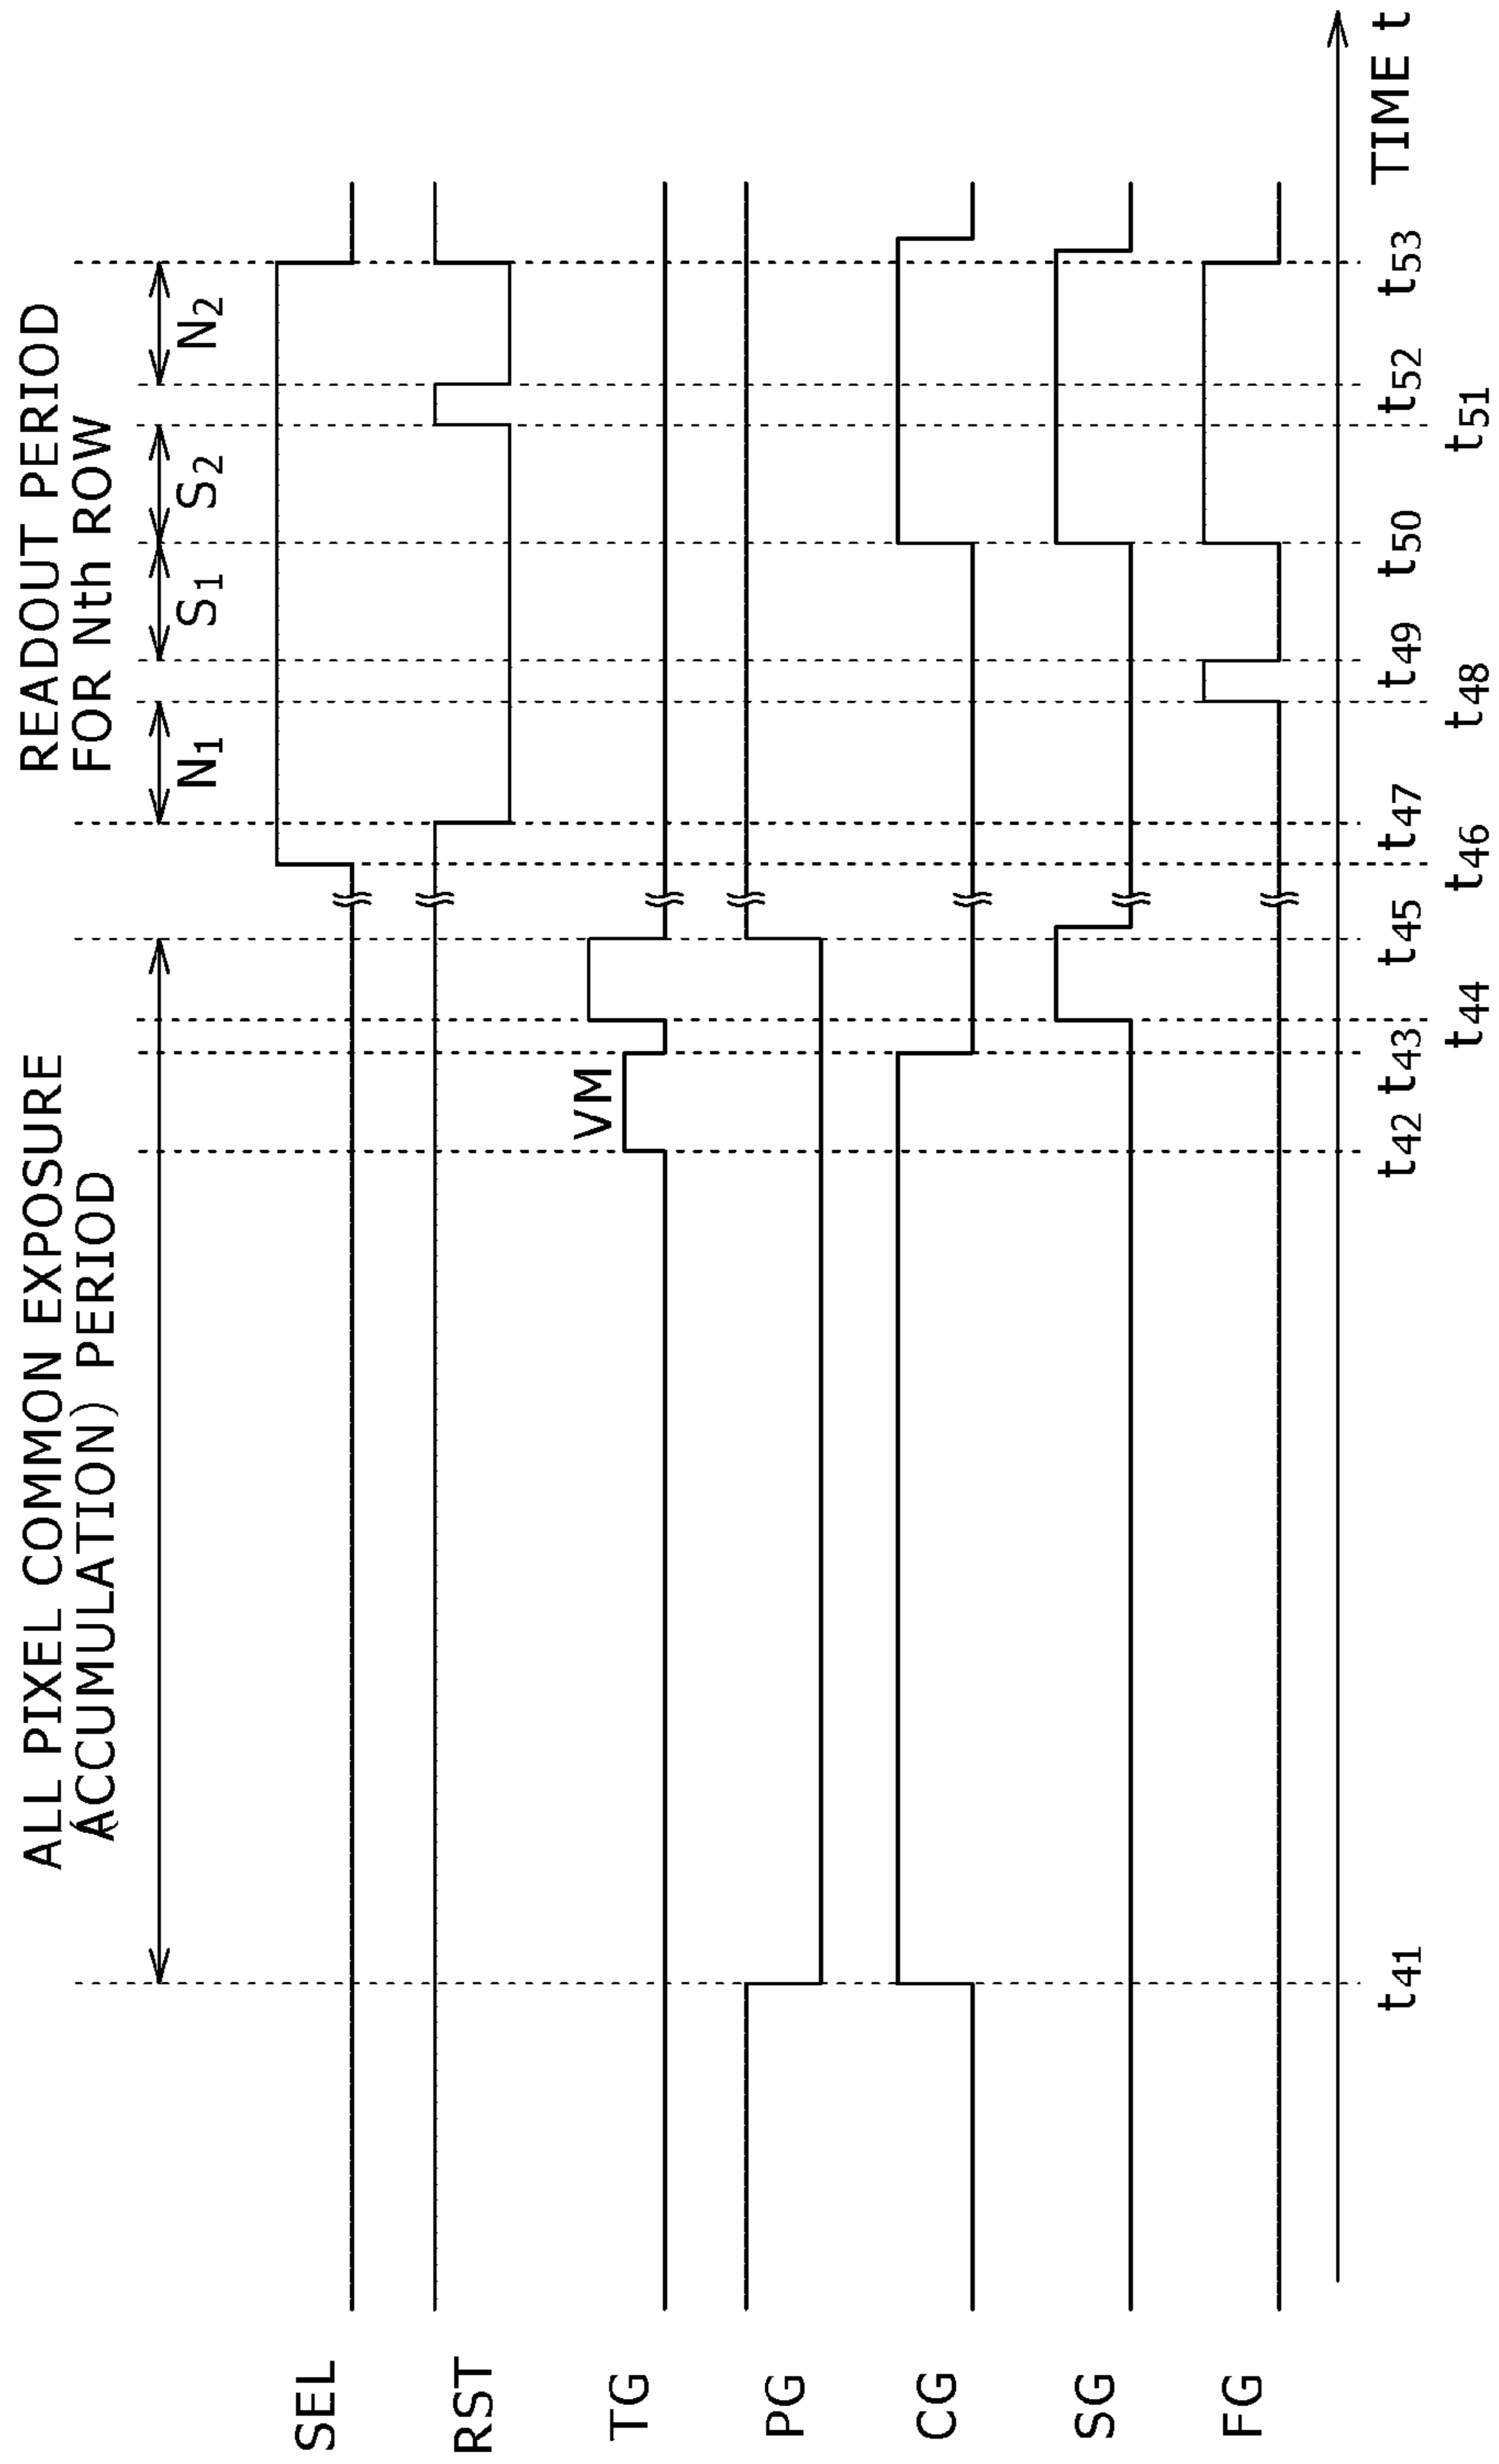 ALL PIXEL COMMON EXPOSURE
(ACCUMULATION) PERIOD
READOUT PERIOD
FOR Nth ROW
N1
S1
S2
N2
SEL
RST
TG
VM
PG
CG
SG
FG
t41
t42
t43
t44
t45
t46
t47
t48
t49
t50
t51
t52
t53
TIME t